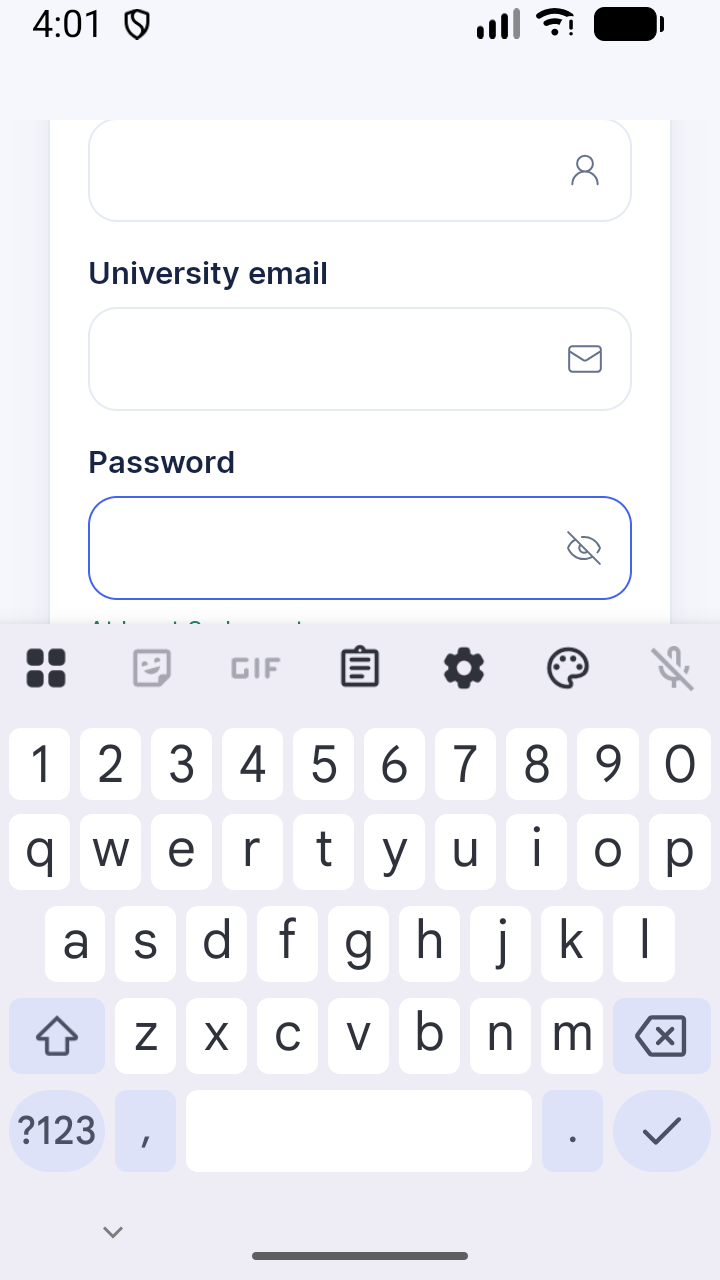 4:01
University email
Password
GIF
1 2 3 4 5 6 7 8 9 0
q w e r t y u i o p
a s d f g h j k l
z x c v b n m
?123 , .